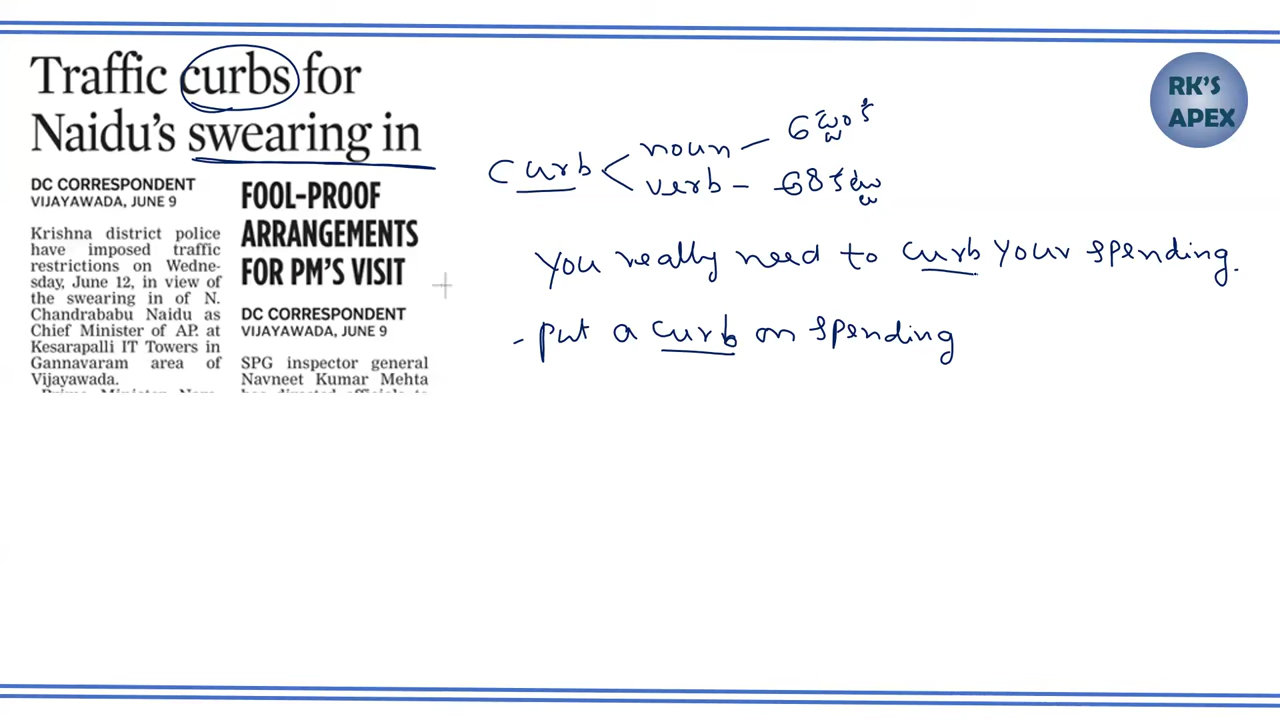 Traffic curbs for
Naidu's swearing in
DC CORRESPONDENT
VIJAYAWADA, JUNE 9
Krishna district police
have imposed traffic
restrictions on Wedne-
sday, June 12, in view of
the swearing in of N.
Chandrababu Naidu as
Chief Minister of AP. at
Kesarapalli IT Towers in
Gannavaram area of
Vijayawada.
FOOL-PROOF
ARRANGEMENTS
FOR PM'S VISIT
DC CORRESPONDENT
VIJAYAWADA, JUNE 9
SPG inspector general
Navneet Kumar Mehta
RK'S
APEX
Curb
noun –
verb –
You really need to curb your spending.
- put a curb on spending